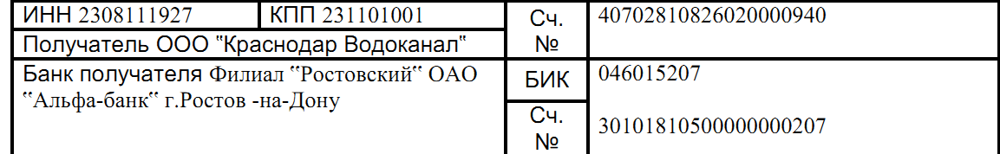 ИНН 2308111927 КПП 231101001 Сч. № 40702810826020000940
Получатель ООО "Краснодар Водоканал"
Банк получателя Филиал "Ростовский" ОАО
"Альфа-банк" г.Ростов -на-Дону
БИК 046015207
Сч. № 30101810500000000207